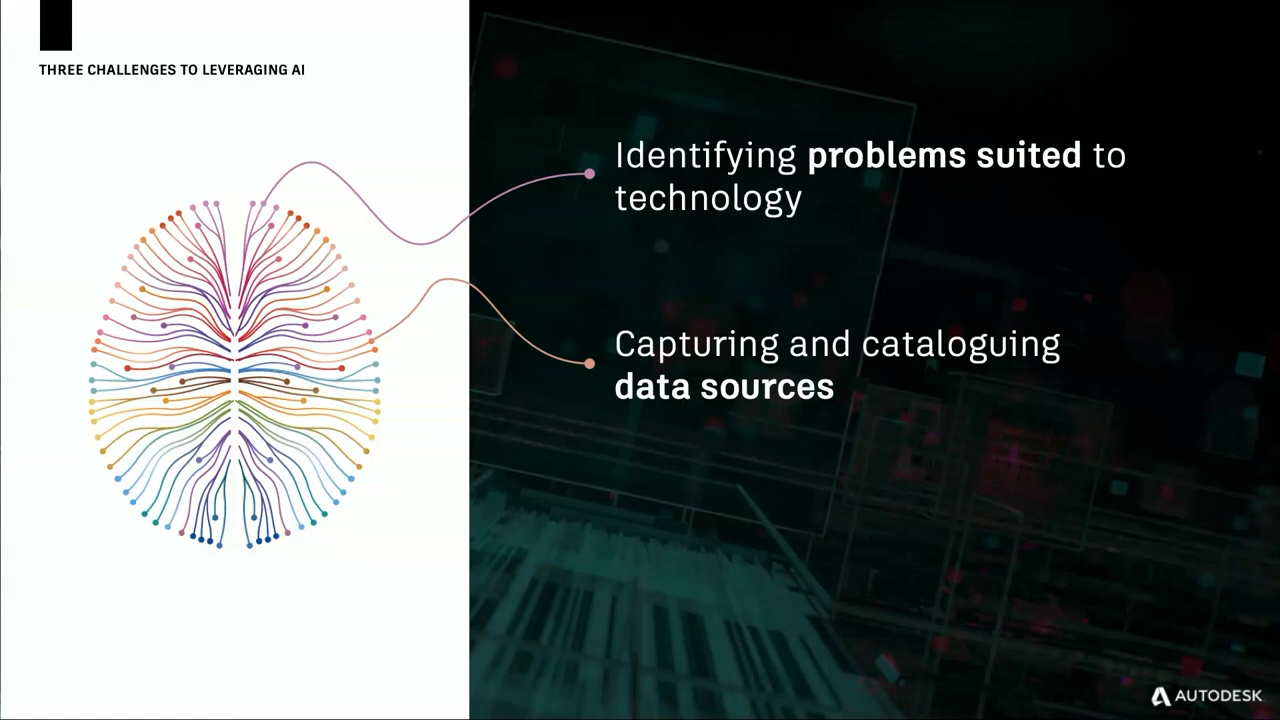 THREE CHALLENGES TO LEVERAGING AI
Identifying problems suited to
technology
Capturing and cataloguing
data sources
AUTODESK